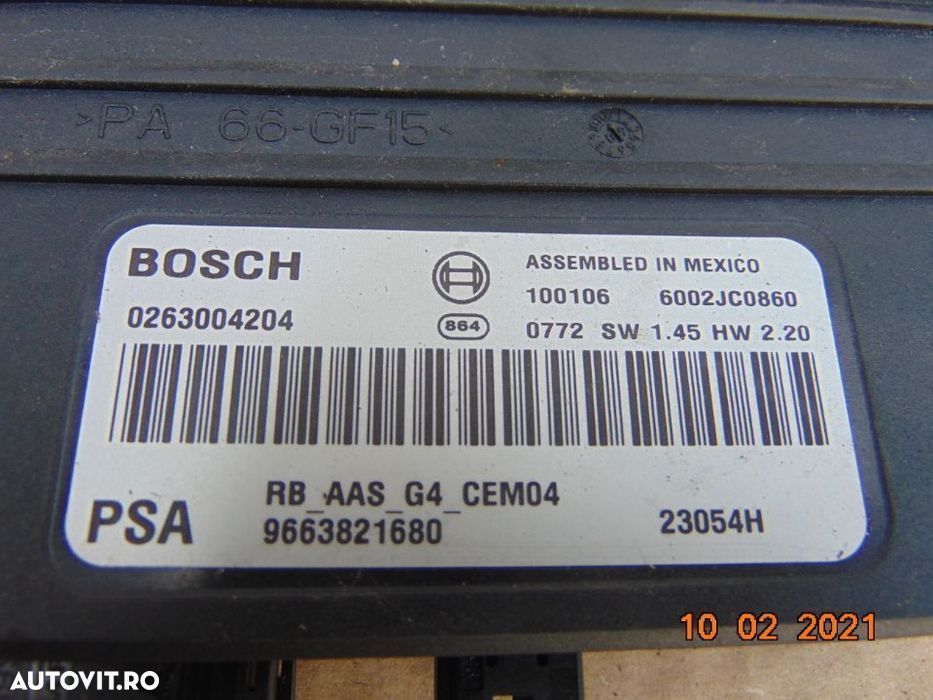 >PA 66-GF15<
BOSCH
0263004204
864
ASSEMBLED IN MEXICO
100106 6002JC0860
0772 SW 1.45 HW 2.20
PSA
RB_AAS_G4_CEM04
9663821680
23054H
10 02 2021
AUTOVIT.RO